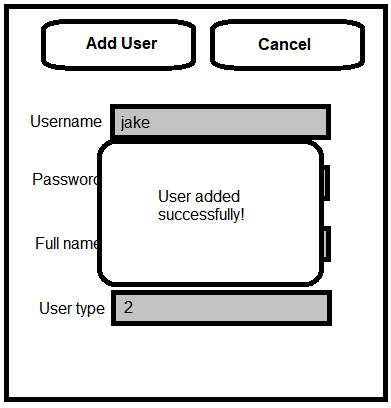 Add User
Cancel
Username
jake
Password
User added
successfully!
Full name
User type
2